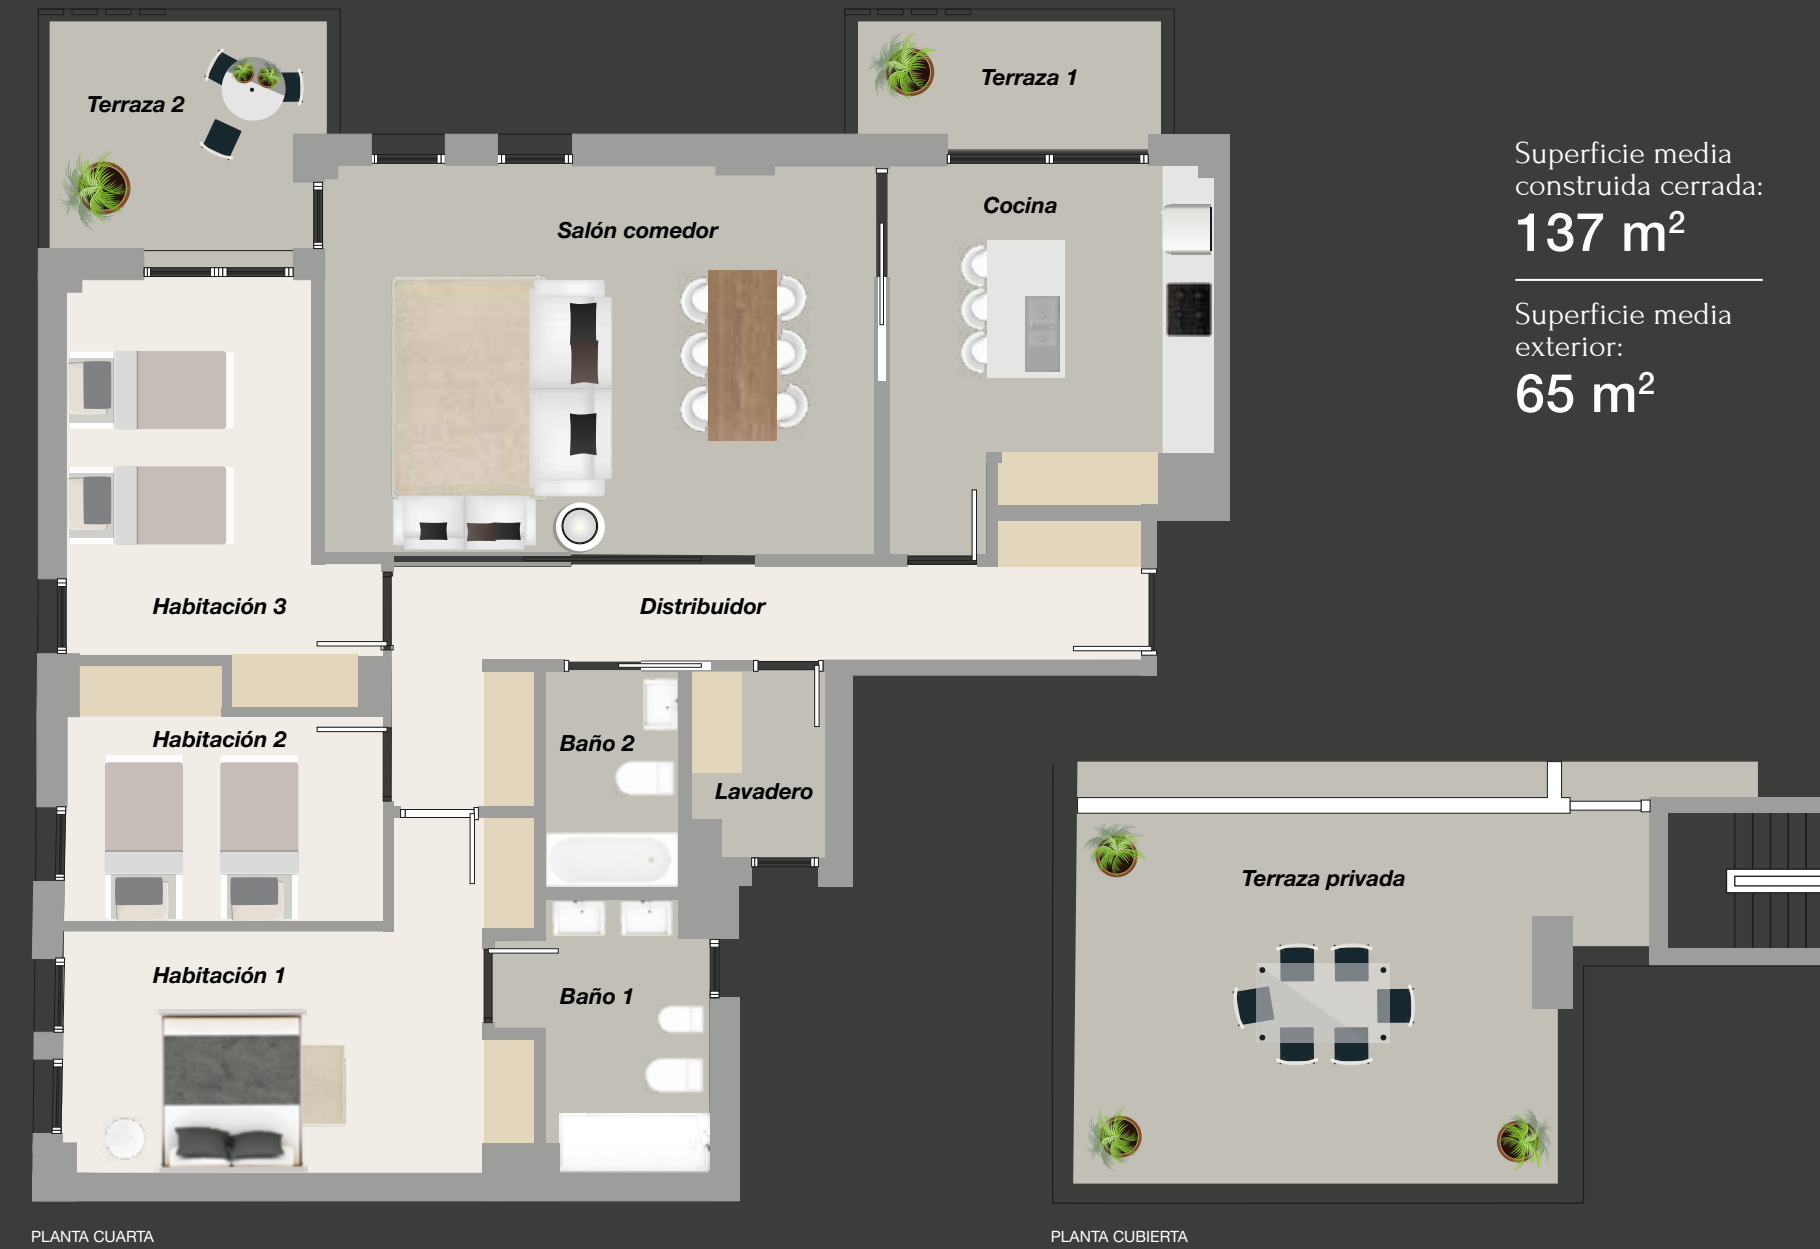 Terraza 2
Terraza 1
Superficie media
construida cerrada:
137 m²
Superficie media
exterior:
65 m²
Salón comedor
Cocina
Habitación 3
Distribuidor
Habitación 2
Baño 2
Lavadero
Terraza privada
Habitación 1
Baño 1
PLANTA CUARTA
PLANTA CUBIERTA